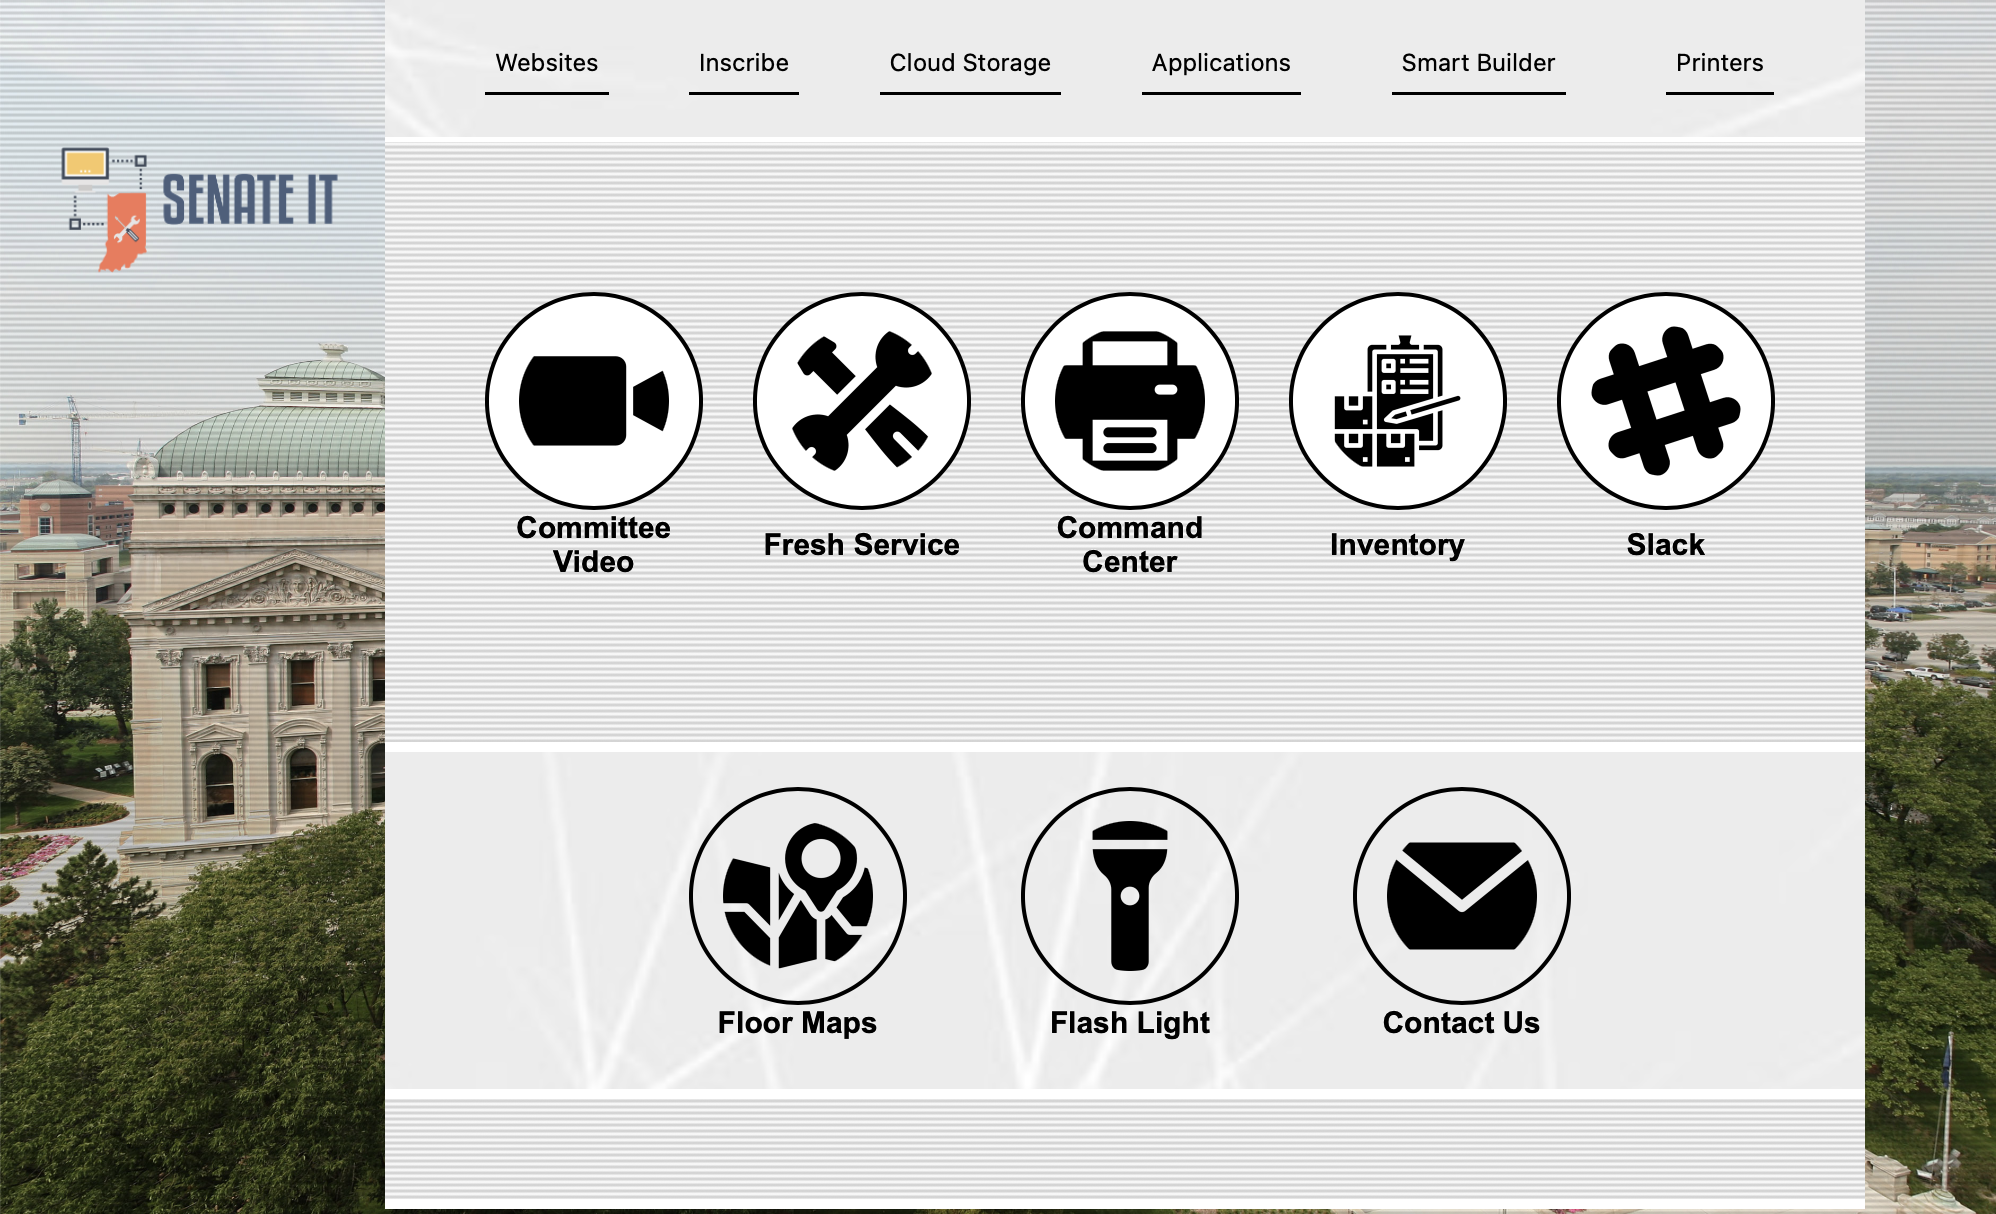 Websites
Inscribe
Cloud Storage
Applications
Smart Builder
Printers
SENATE IT
Committee
Video
Fresh Service
Command
Center
Inventory
Slack
Floor Maps
Flash Light
Contact Us